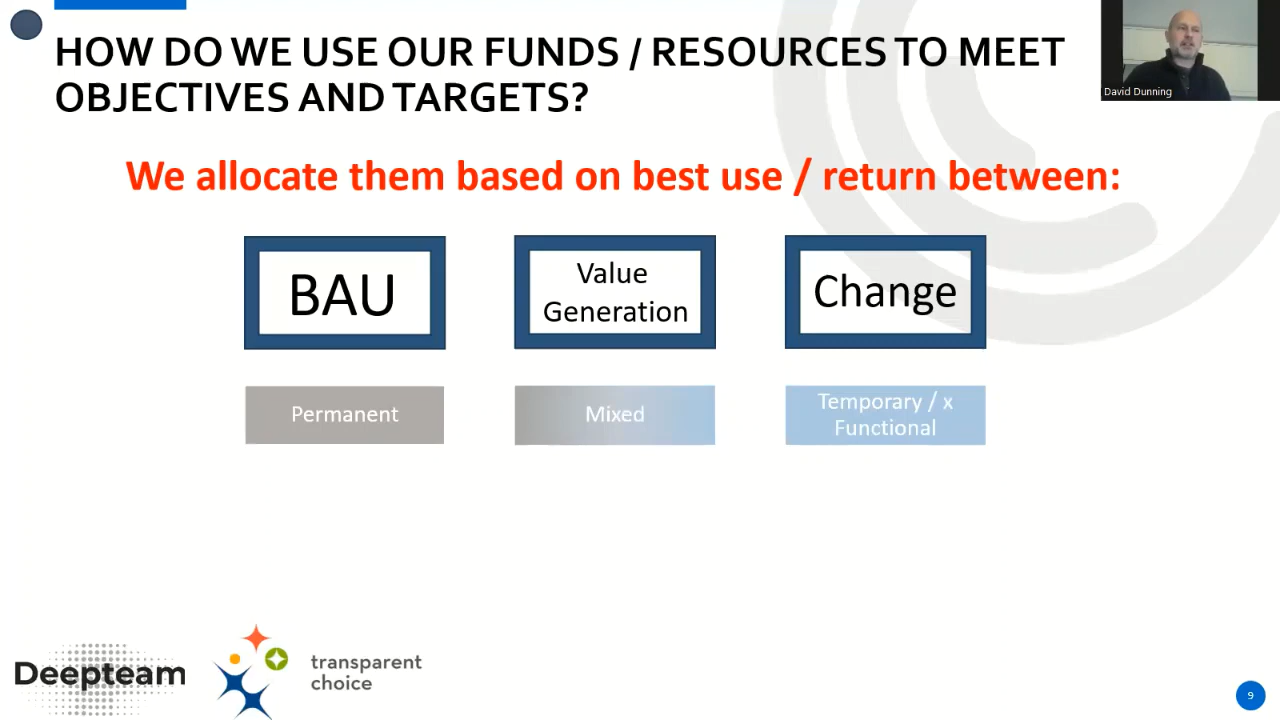 HOW DO WE USE OUR FUNDS / RESOURCES TO MEET
OBJECTIVES AND TARGETS?
David Dunning
We allocate them based on best use / return between:
BAU
Value
Generation
Change
Permanent
Mixed
Temporary / x
Functional
Deepteam
transparent
choice
9